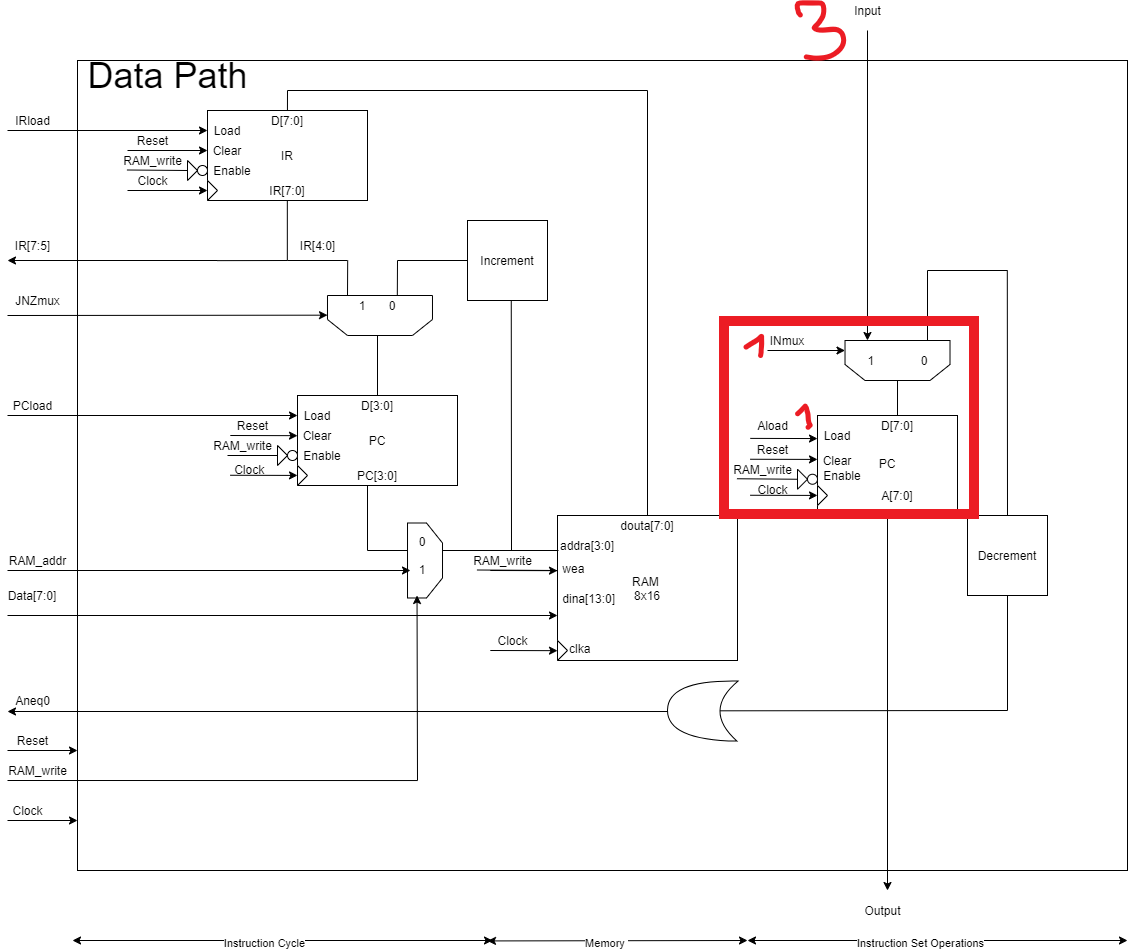 3
Input
Data Path
IRload
D[7:0]
Load
Reset
Clear
IR
RAM_write
Enable
Clock
IR[7:0]
IR[7:5]
IR[4:0]
Increment
JNZmux
1 0
1
INmux
1 0
PCload
D[3:0]
Load
Reset
Clear
PC
RAM_write
Enable
Clock
PC[3:0]
1
Aload
D[7:0]
Load
Reset
Clear
PC
RAM_write
Enable
Clock
A[7:0]
0
1
RAM_addr
Data[7:0]
douta[7:0]
addra[3:0]
RAM_write
wea
RAM
8x16
dina[13:0]
Clock
clka
Decrement
Aneq0
Reset
RAM_write
Clock
Output
Instruction Cycle
Memory
Instruction Set Operations